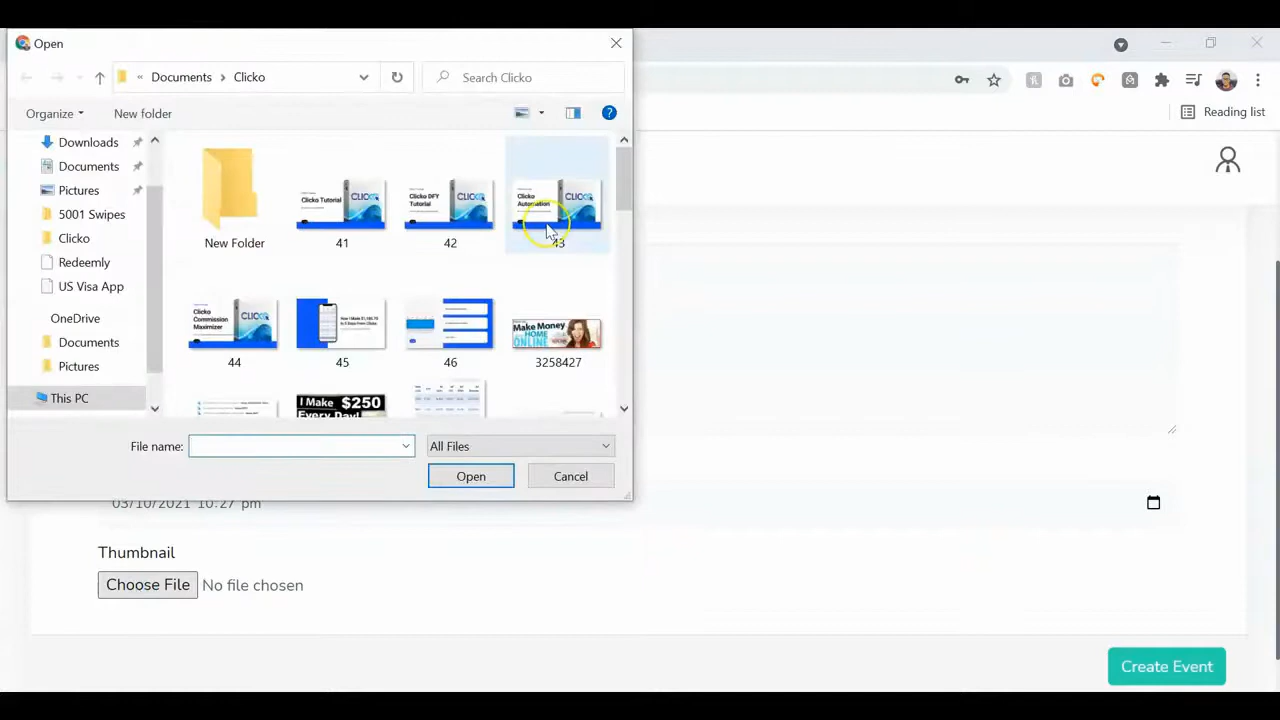 Open
« Documents > Clicko
Search Clicko
Reading list
Organize
New folder
Downloads
Documents
Pictures
5001 Swipes
Clicko
Redeemly
US Visa App
OneDrive
Documents
Pictures
This PC
Clicko Tutorial
CLICKO
Clicko DFY
Tutorial
CLICKO
Clicko
Automation
CLICKO
New Folder
41
42
43
Clicko
Commission
Maximizer
CLICKO
Make Money
HOME
ONLINE
44
45
46
3258427
I Make $250
Every Day!
File name:
All Files
Open
Cancel
03/10/2021 10:27 pm
Thumbnail
Choose File No file chosen
Create Event